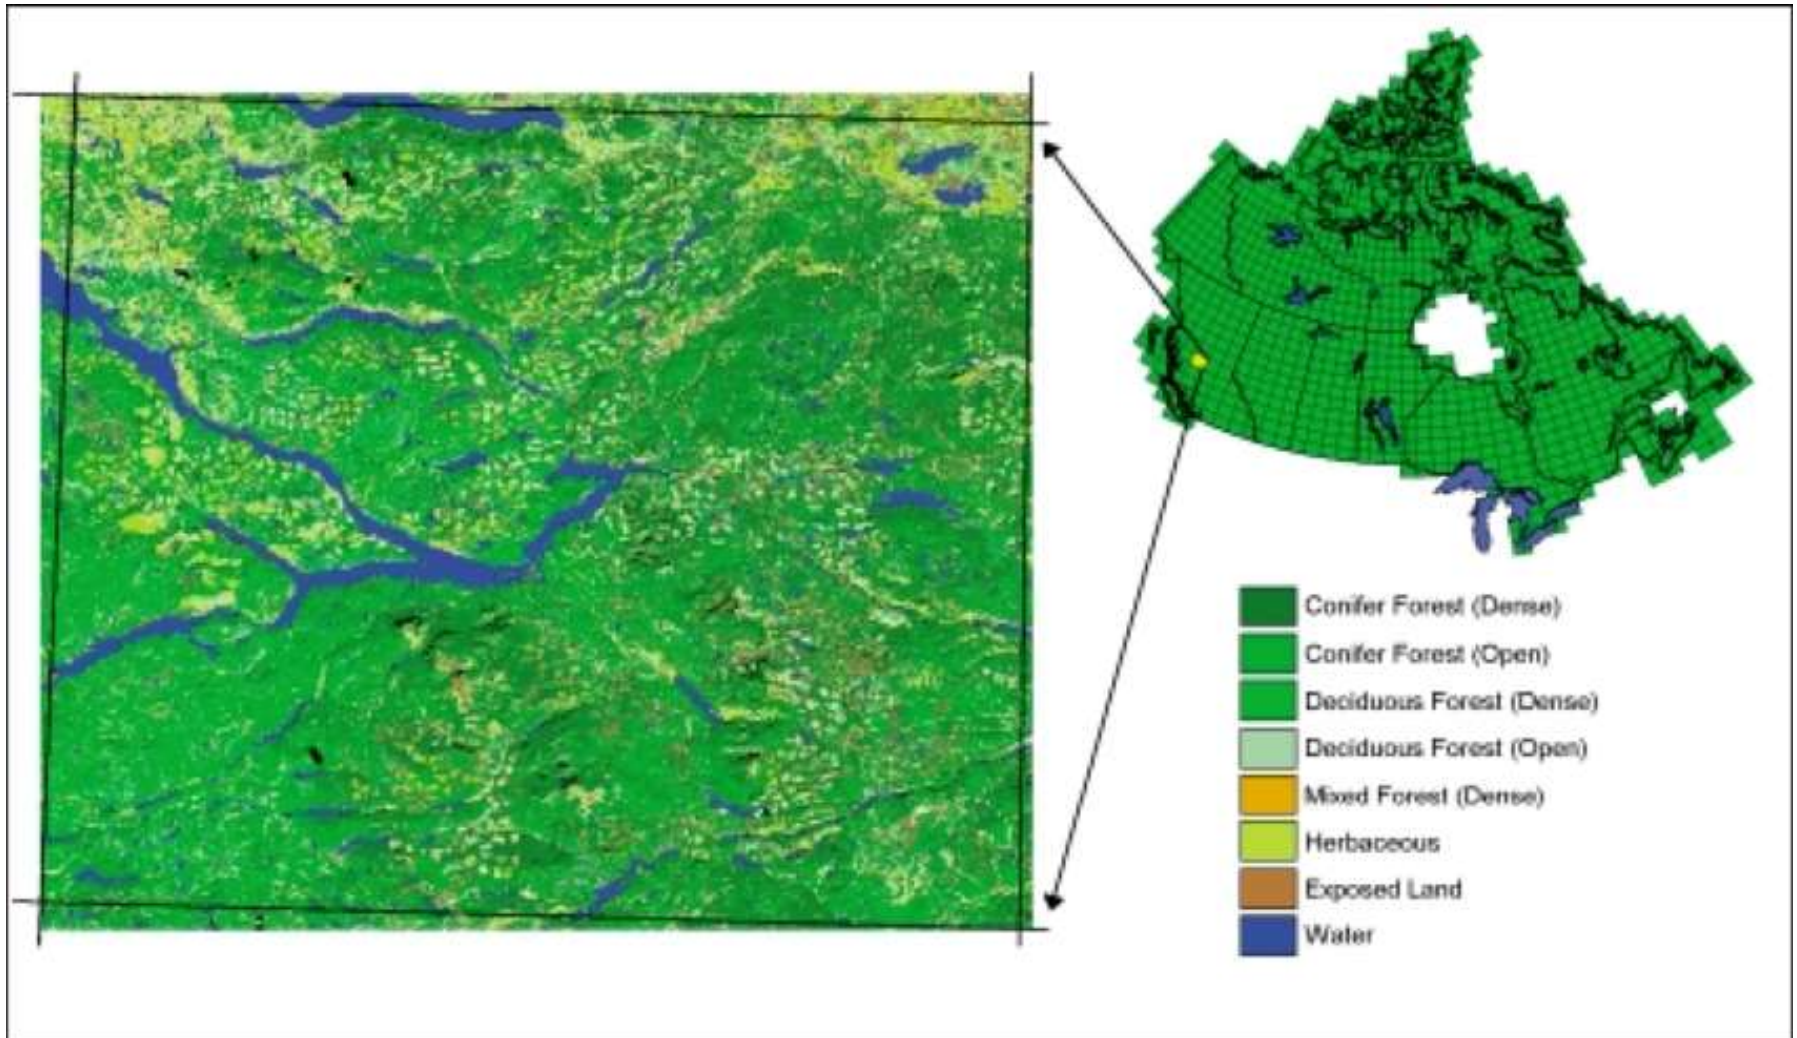 Conifer Forest (Dense)
Conifer Forest (Open)
Deciduous Forest (Dense)
Deciduous Forest (Open)
Mixed Forest (Dense)
Herbaceous
Exposed Land
Water